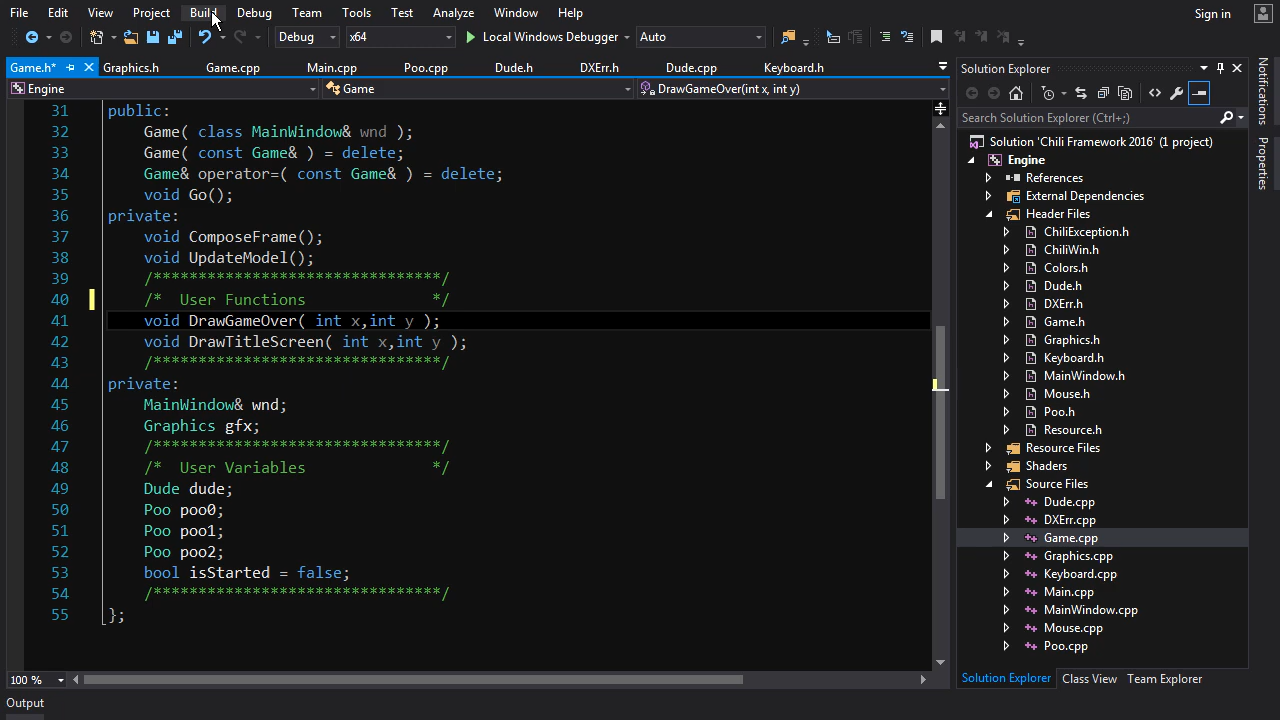 File Edit View Project Build Debug Team Tools Test Analyze Window Help Sign in
Debug x64 Local Windows Debugger Auto
Game.h* Graphics.h Game.cpp Main.cpp Poo.cpp Dude.h DXErr.h Dude.cpp Keyboard.h
Engine Game DrawGameOver(int x, int y)
31 public:
32 Game( class MainWindow& wnd );
33 Game( const Game& ) = delete;
34 Game& operator=( const Game& ) = delete;
35 void Go();
36 private:
37 void ComposeFrame();
38 void UpdateModel();
39 /********************************/
40 /*  User Functions              */
41 void DrawGameOver( int x,int y );
42 void DrawTitleScreen( int x,int y );
43 /********************************/
44 private:
45 MainWindow& wnd;
46 Graphics gfx;
47 /********************************/
48 /*  User Variables              */
49 Dude dude;
50 Poo poo0;
51 Poo poo1;
52 Poo poo2;
53 bool isStarted = false;
54 /********************************/
55 };
100 %
Output
Solution Explorer
Search Solution Explorer (Ctrl+;)
Solution 'Chili Framework 2016' (1 project)
Engine
References
External Dependencies
Header Files
ChiliException.h
ChiliWin.h
Colors.h
Dude.h
DXErr.h
Game.h
Graphics.h
Keyboard.h
MainWindow.h
Mouse.h
Poo.h
Resource.h
Resource Files
Shaders
Source Files
Dude.cpp
DXErr.cpp
Game.cpp
Graphics.cpp
Keyboard.cpp
Main.cpp
MainWindow.cpp
Mouse.cpp
Poo.cpp
Solution Explorer Class View Team Explorer
Notifications
Properties